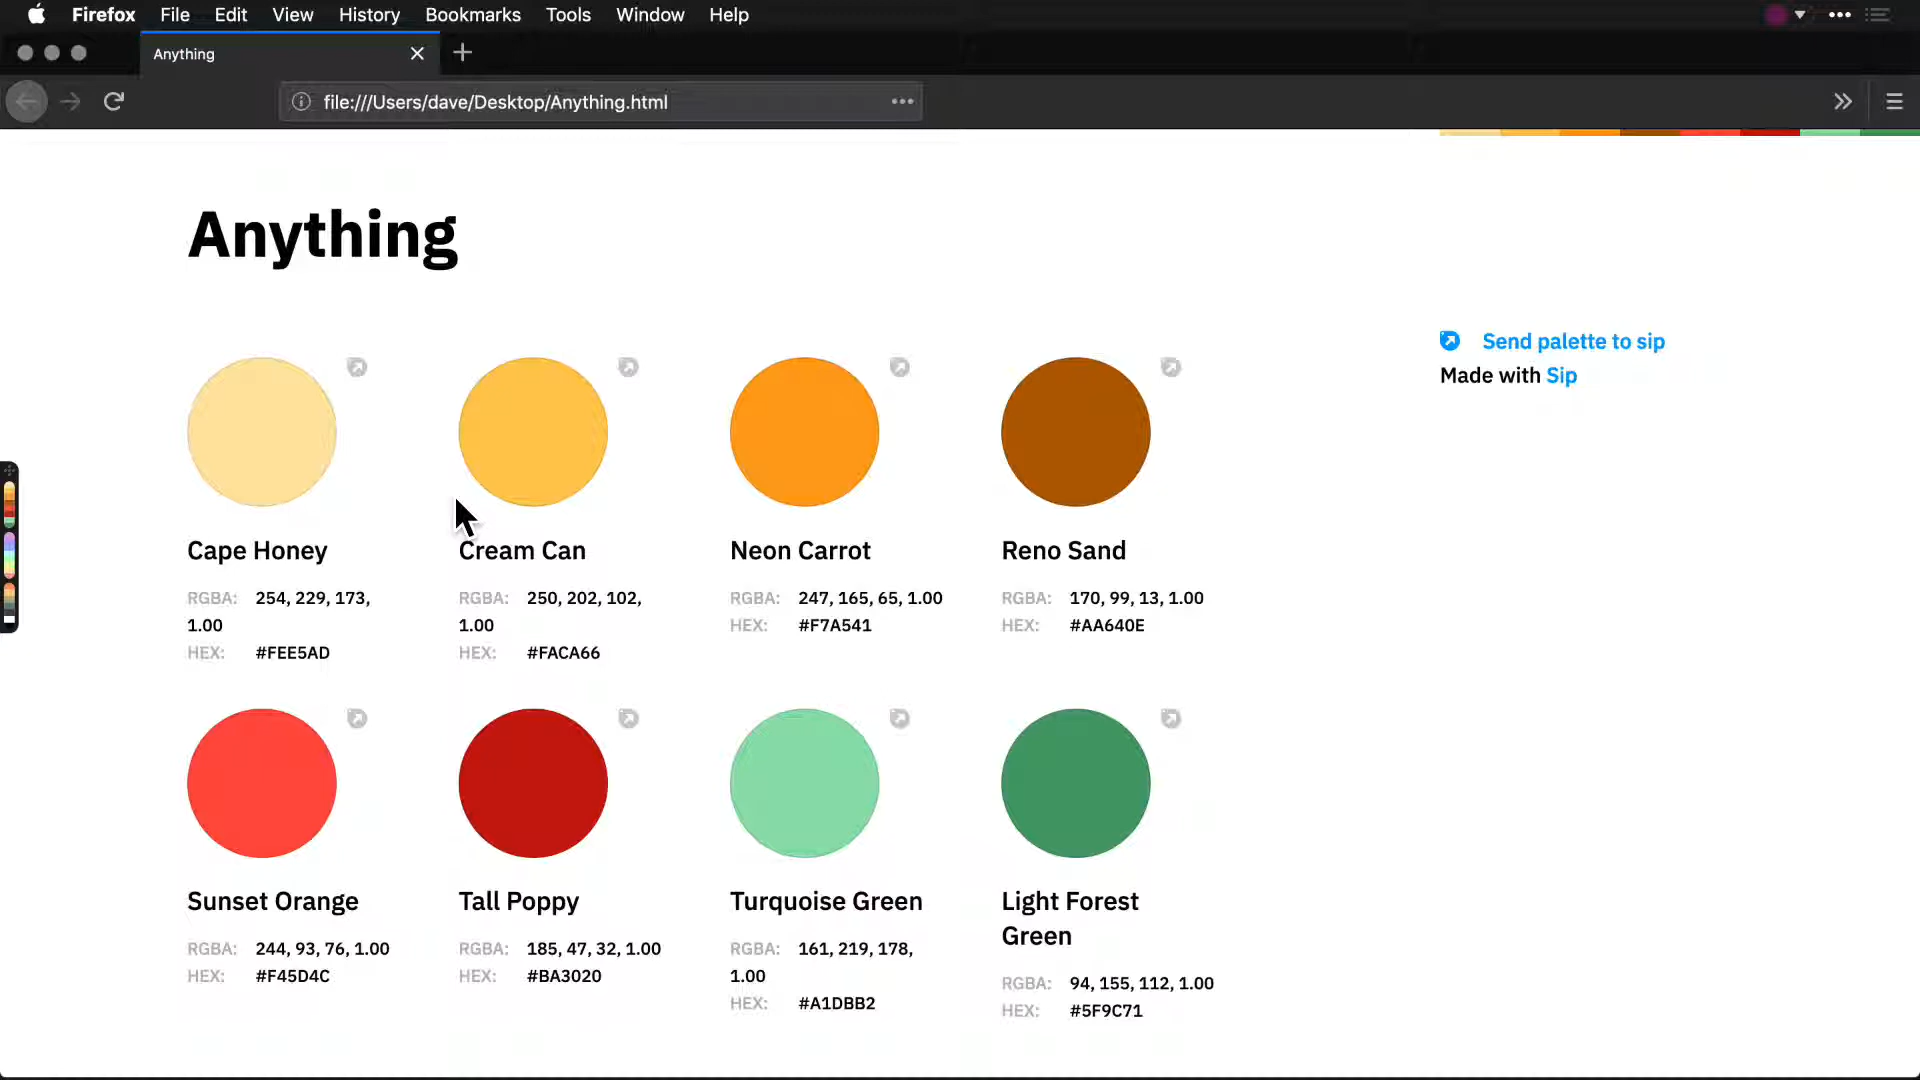 Firefox File Edit View History Bookmarks Tools Window Help
Anything
file:///Users/dave/Desktop/Anything.html
Anything
Send palette to sip
Made with Sip
Cape Honey
RGBA: 254, 229, 173,
1.00
HEX: #FEE5AD
Cream Can
RGBA: 250, 202, 102,
1.00
HEX: #FACA66
Neon Carrot
RGBA: 247, 165, 65, 1.00
HEX: #F7A541
Reno Sand
RGBA: 170, 99, 13, 1.00
HEX: #AA640E
Sunset Orange
RGBA: 244, 93, 76, 1.00
HEX: #F45D4C
Tall Poppy
RGBA: 185, 47, 32, 1.00
HEX: #BA3020
Turquoise Green
RGBA: 161, 219, 178,
1.00
HEX: #A1DBB2
Light Forest
Green
RGBA: 94, 155, 112, 1.00
HEX: #5F9C71